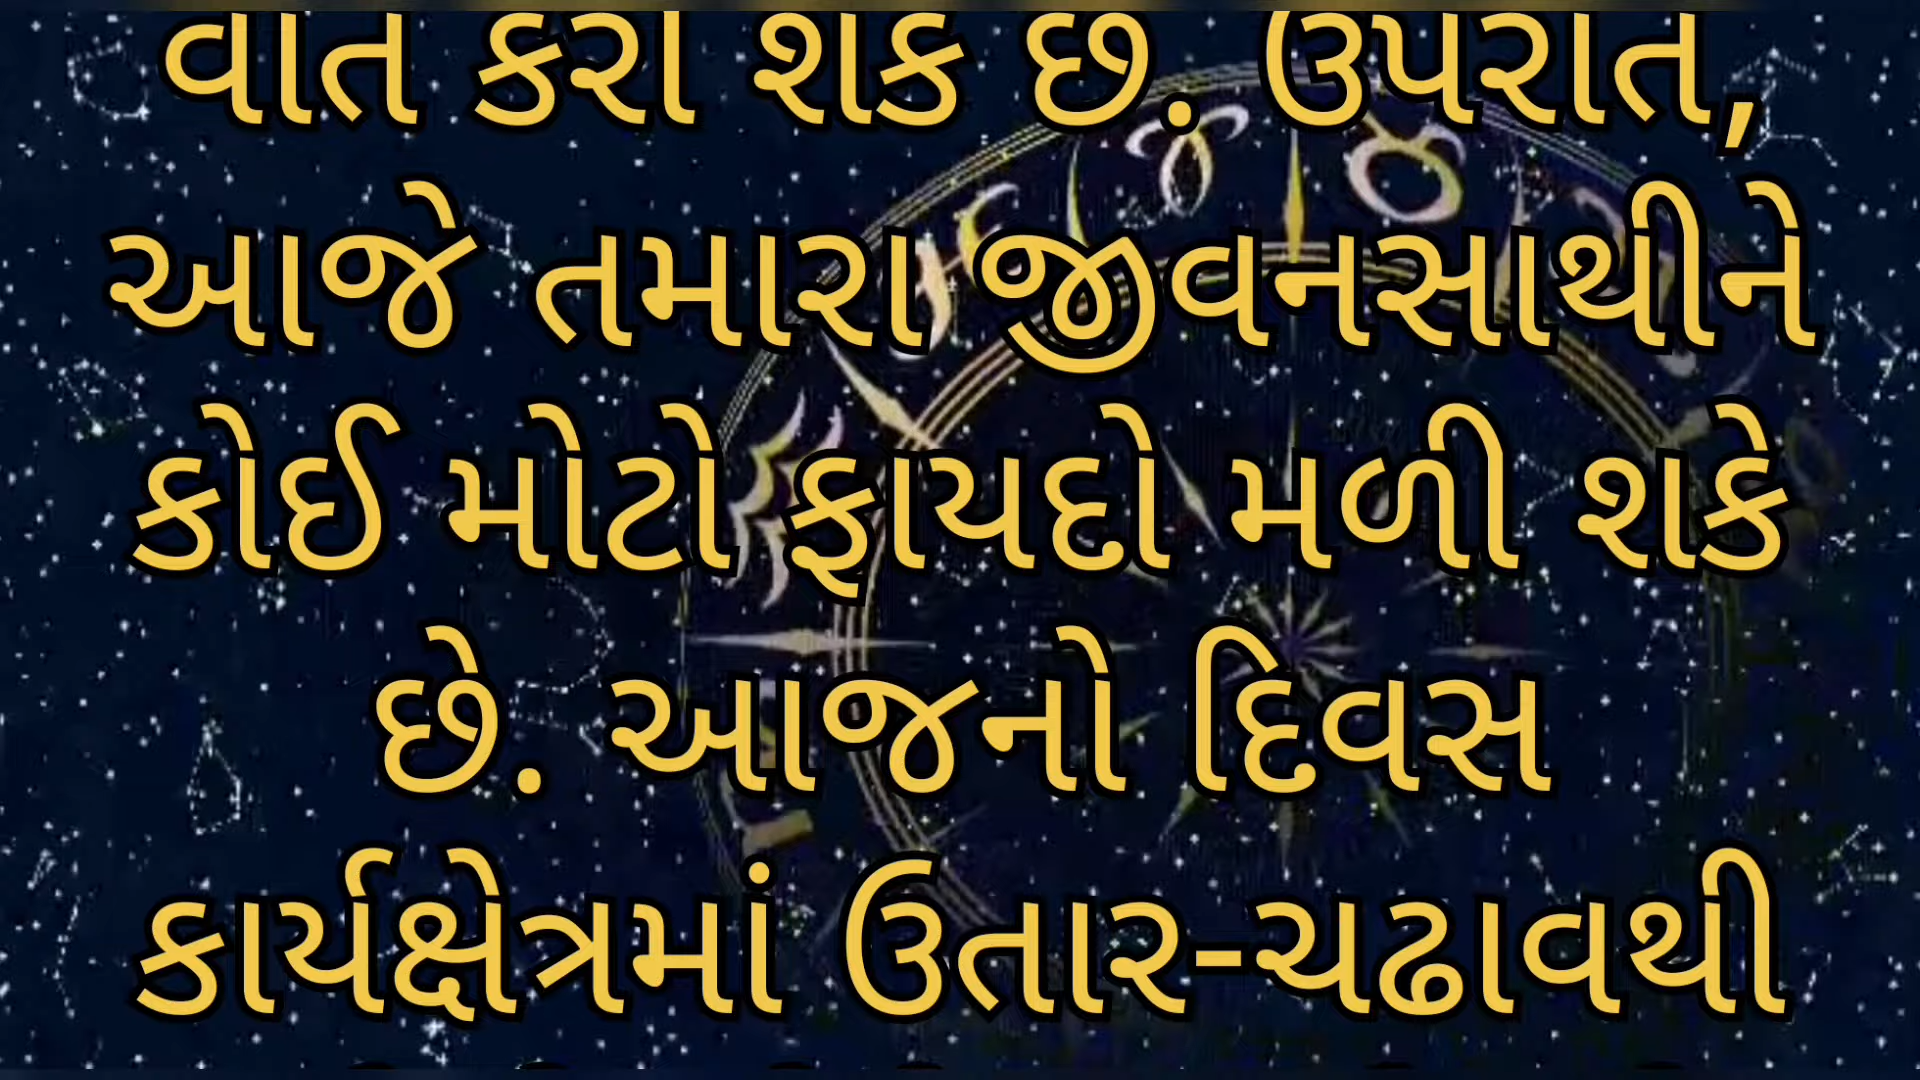 વાત કરી શકે છે. ઉપરાંત,
આજે તમારા જીવનસાથીને
કોઈ મોટો ફાયદો મળી શકે
છે. આજનો દિવસ
કાર્યક્ષેત્રમાં ઉતાર-ચઢાવથી